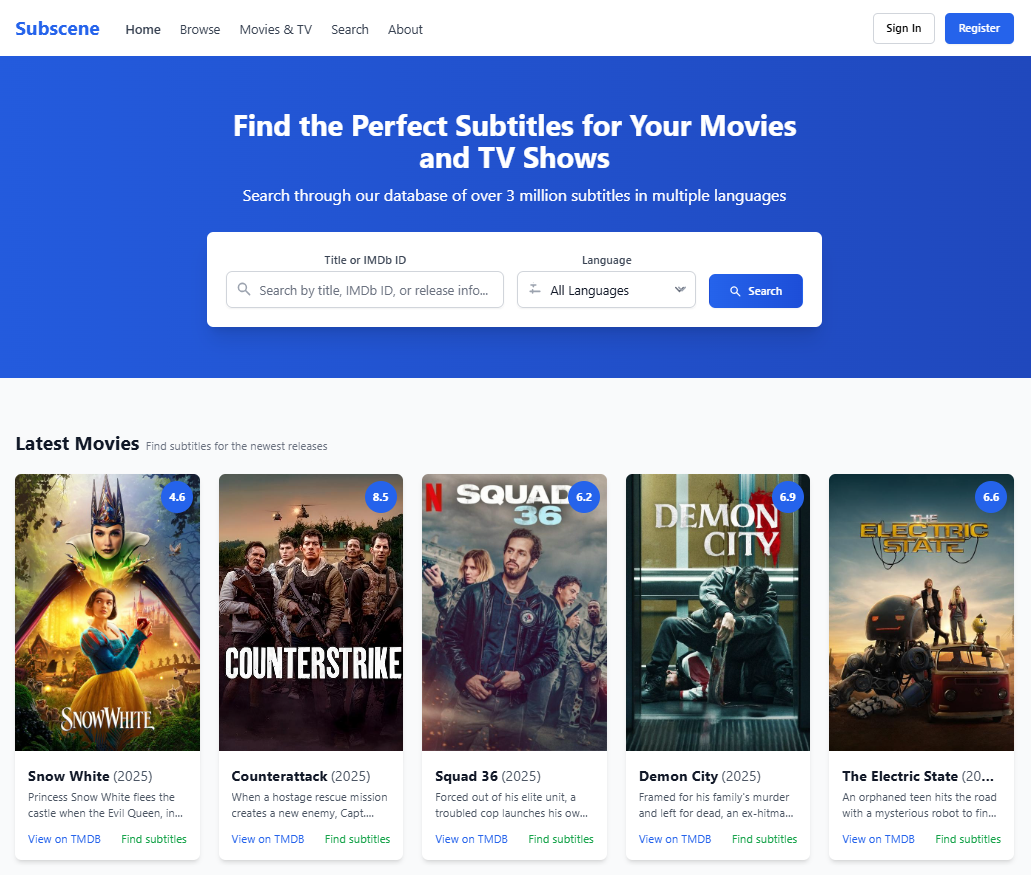 Subscene Home Browse Movies & TV Search About Sign In Register
Find the Perfect Subtitles for Your Movies
and TV Shows
Search through our database of over 3 million subtitles in multiple languages
Title or IMDb ID Language
Search by title, IMDb ID, or release info... All Languages Search
Latest Movies Find subtitles for the newest releases
4.6
SNOW WHITE
Snow White (2025)
Princess Snow White flees the
castle when the Evil Queen, in...
View on TMDB Find subtitles
8.5
COUNTERSTRIKE
Counterattack (2025)
When a hostage rescue mission
creates a new enemy, Capt....
View on TMDB Find subtitles
N SQUAD 6.2
36
Squad 36 (2025)
Forced out of his elite unit, a
troubled cop launches his ow...
View on TMDB Find subtitles
6.9
DEMON
CITY
Demon City (2025)
Framed for his family's murder
and left for dead, an ex-hitma...
View on TMDB Find subtitles
6.6
THE
ELECTRIC
STATE
The Electric State (20...
An orphaned teen hits the road
with a mysterious robot to fin...
View on TMDB Find subtitles